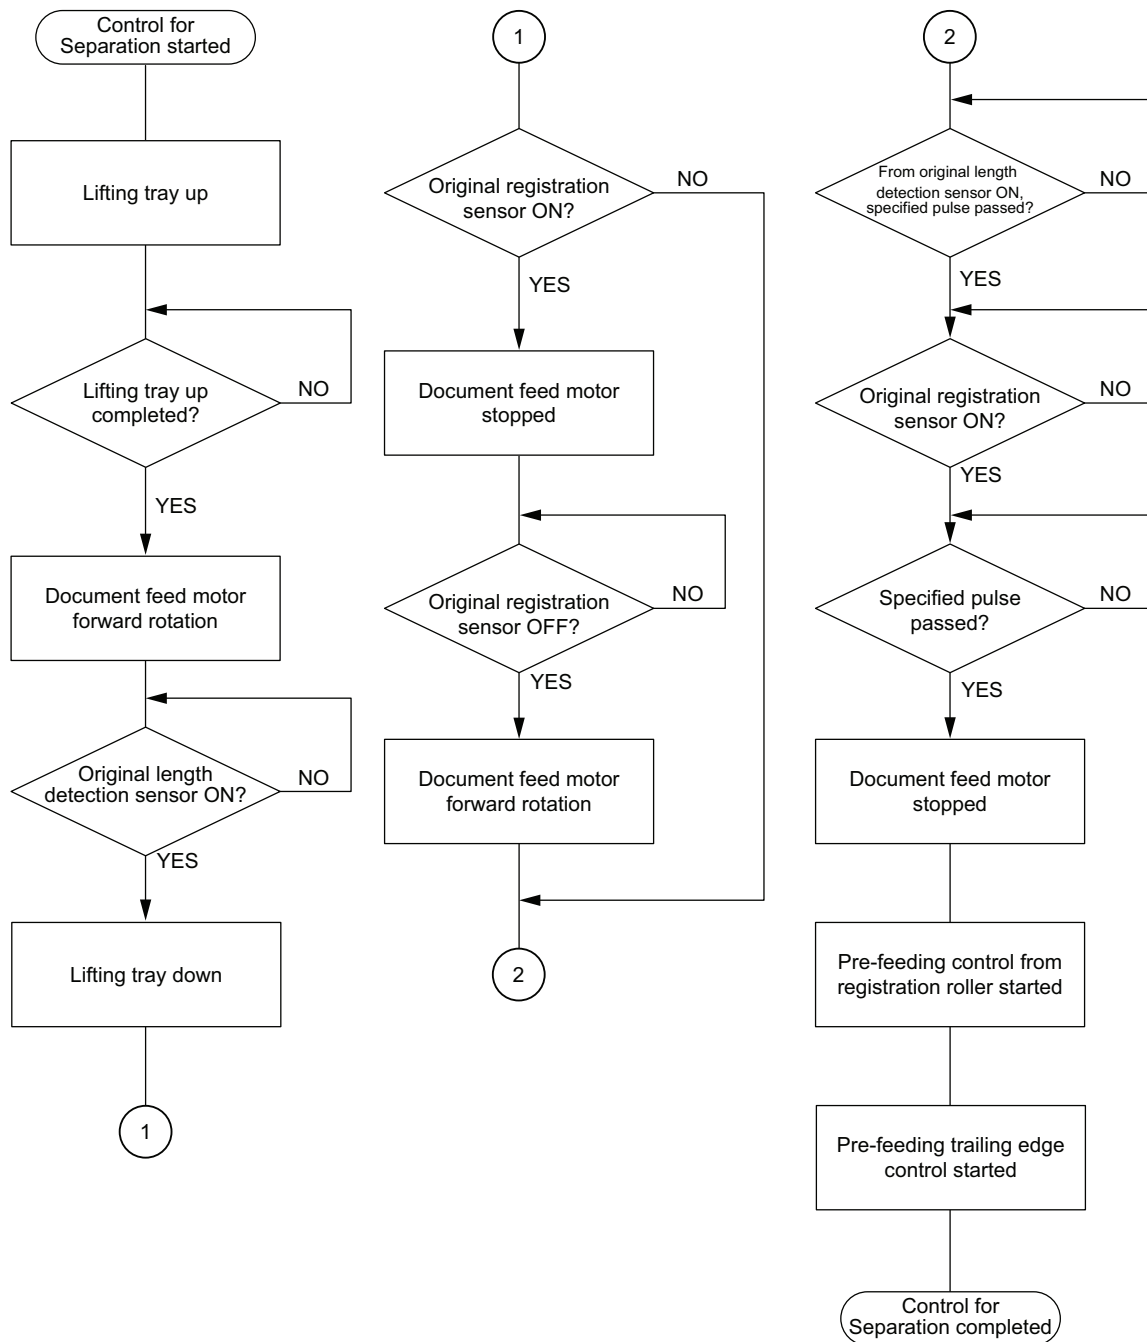 Control for
Separation started
Lifting tray up
Lifting tray up
completed?
NO
YES
Document feed motor
forward rotation
Original length
detection sensor ON?
NO
YES
Lifting tray down
1
1
Original registration
sensor ON?
NO
YES
Document feed motor
stopped
Original registration
sensor OFF?
NO
YES
Document feed motor
forward rotation
2
2
From original length
detection sensor ON,
specified pulse passed?
NO
YES
Original registration
sensor ON?
NO
YES
Specified pulse
passed?
NO
YES
Document feed motor
stopped
Pre-feeding control from
registration roller started
Pre-feeding trailing edge
control started
Control for
Separation completed